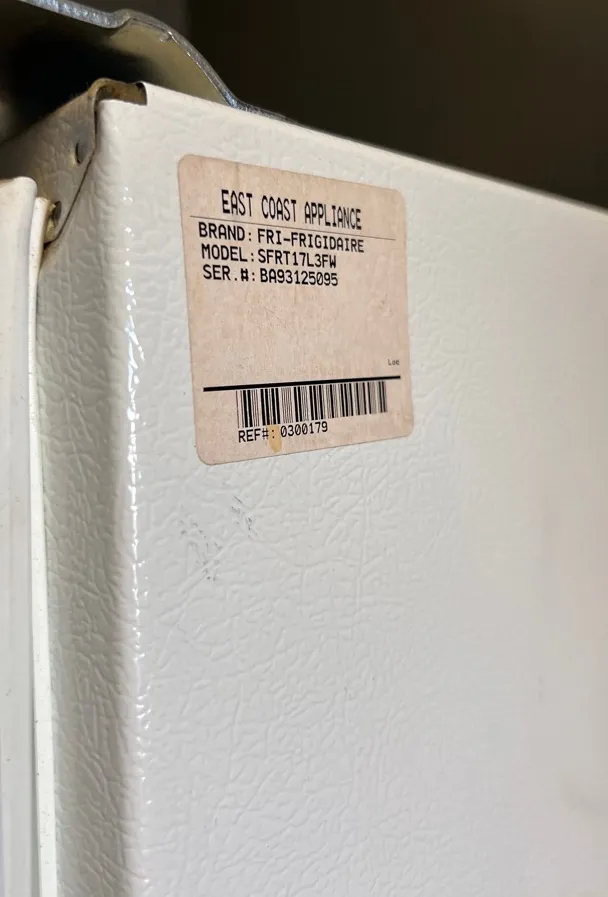 EAST COAST APPLIANCE
BRAND: FRI-FRIGIDAIRE
MODEL: SFRT17L3FW
SER.#: BA93125095
Lee
REF#: 0300179